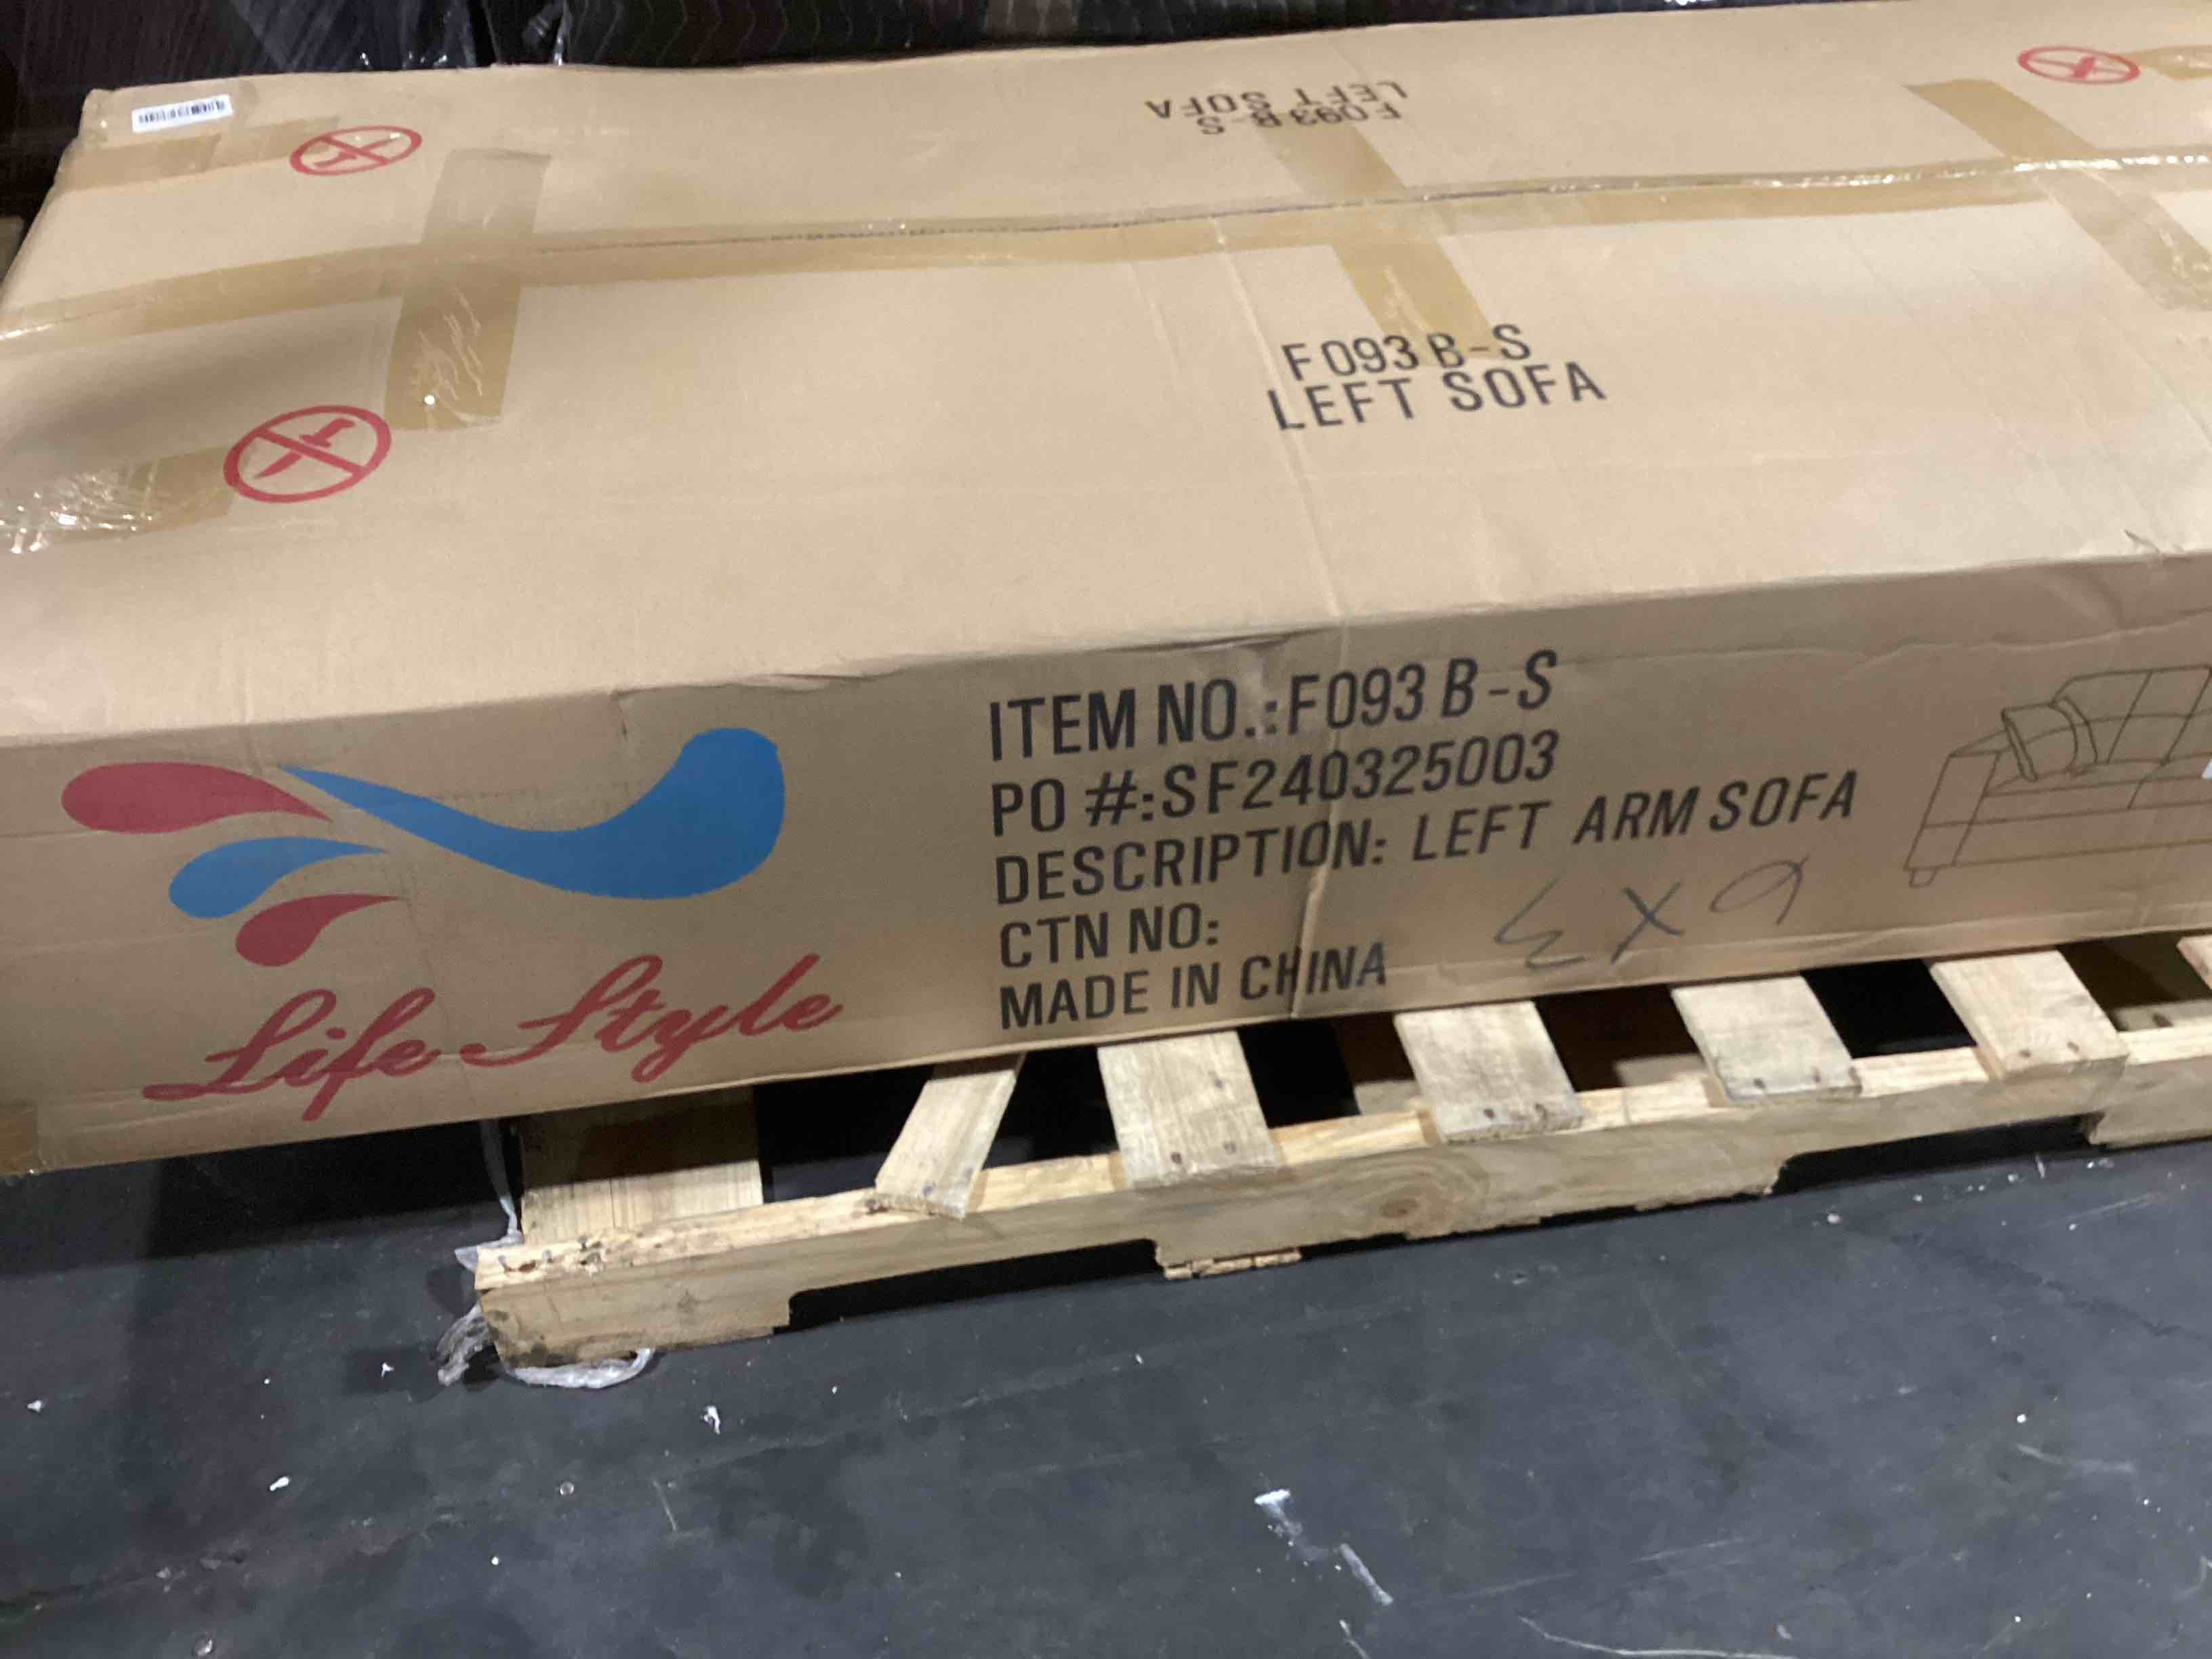 LEFT SOFA
F093 B-S
F093 B-S
LEFT SOFA
ITEM NO.:F093 B-S
PO #:SF240325003
DESCRIPTION: LEFT ARM SOFA
CTN NO:
MADE IN CHINA
Life Style